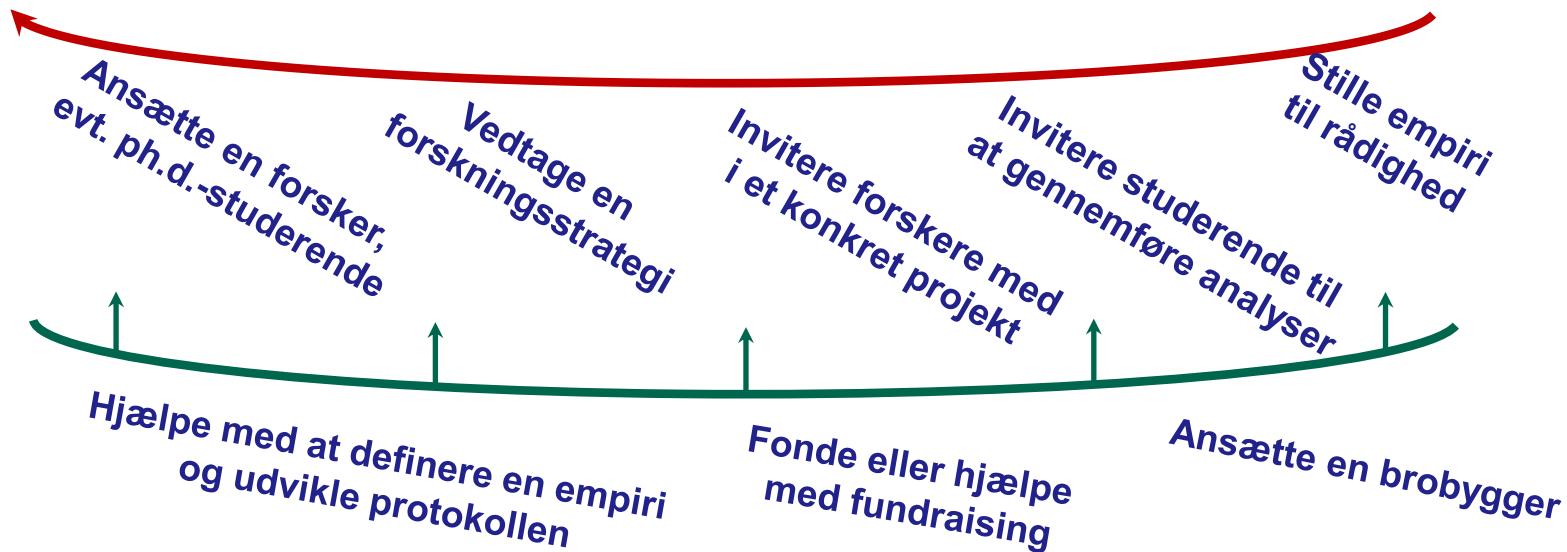 Ansætte en forsker,
evt. ph.d.-studerende
Vedtage en
forskningsstrategi
Invitere forskere med
i et konkret projekt
Invitere studerende til
at gennemføre analyser
Stille empiri
til rådighed
Hjælpe med at definere en empiri
og udvikle protokollen
Fonde eller hjælpe
med fundraising
Ansætte en brobygger